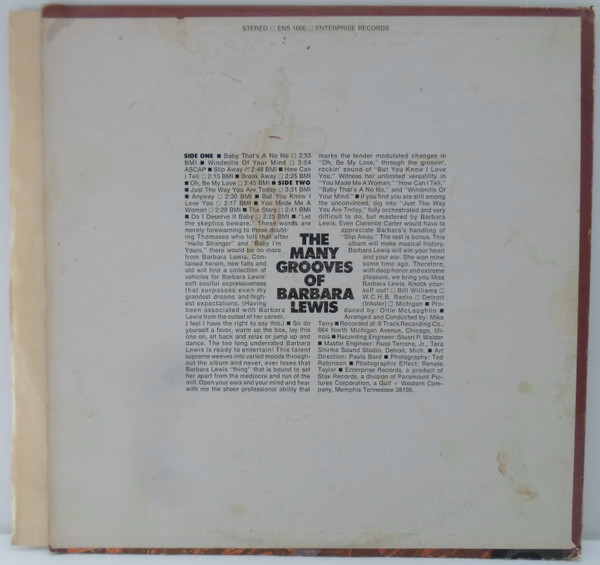 STEREO □ ENS 1006 □ ENTERPRISE RECORDS
SIDE ONE ■ Baby That's A No No □ 2:53
BMI ■ Windmills Of Your Mind □ 3:54
ASCAP ■ Slip Away □ 2:48 BMI ■ How Can
I Tell □ 2:15 BMI ■ Break Away □ 2:25 BMI
■ Oh, Be My Love □ 2:45 BMI ■ SIDE TWO
■ Just The Way You Are Today □ 3:31 BMI
■ Anyway □ 2:30 BMI ■ But You Know I
Love You □ 2:17 BMI ■ You Made Me A
Woman □ 2:29 BMI ■ The Stars □ 2:41 BMI
■ Do I Deserve It Baby □ 2:35 BMI ■ "Let
the skeptics beware." These words are
merely forewarning to those doubt-
ing Thomases who felt that after
"Hello Stranger" and "Baby I'm
Yours," there would be no more
from Barbara Lewis. Con-
tained herein, new fans and
old will find a collection of
vehicles for Barbara Lewis'
soft soulful expressiveness
that surpasses even my
grandest dreams and high-
est expectations. (Having
been associated with Barbara
Lewis from the outset of her career,
I feel I have the right to say this.) ■ So do
yourself a favor, warm up the box, lay this
one on, sit back and relax or jump up and
dance. The too long underrated Barbara
Lewis is ready to entertain! This talent
supreme weaves into varied moods through-
out the album and never, ever loses that
Barbara Lewis "thing" that is bound to set
her apart from the mediocre and run of the
mill. Open your ears and your mind and hear
with me the sheer professional ability that
THE
MANY
GROOVES
OF
BARBARA
LEWIS
marks the tender modulated changes in
"Oh, Be My Love," through the groovin',
rockin' sound of "But You Know I Love
You." Witness her unlimited versatility in
"You Made Me A Woman," "How Can I Tell,"
"Baby That's A No No," and "Windmills Of
Your Mind." ■ If you find you are still among
the unconvinced, dig into "Just The Way
You Are Today," fully orchestrated and very
difficult to do, but mastered by Barbara
Lewis. Even Clarence Carter would have to
appreciate Barbara's handling of
"Slip Away." The rest is bonus. This
album will make musical history.
Barbara Lewis will win your heart
and your ear. She won mine
some time ago. Therefore,
with deep honor and extreme
pleasure, we bring you Miss
Barbara Lewis. Knock your-
self out! □ Bill Williams □
W.C.H.B. Radio □ Detroit
(Inkster) □ Michigan ■ Pro-
duced by: Ollie McLaughlin ■
Arranged and Conducted by: Mike
Terry ■ Recorded at: 8 Track Recording Co.,
664 North Michigan Avenue, Chicago, Illi-
nois ■ Recording Engineer: Stuart P. Walder
■ Master Engineer: Russ Terrana, Jr., Tera
Shirma Sound Studio, Detroit, Mich. ■ Art
Direction: Paula Bard ■ Photography: Ted
Robinson ■ Photographic Effect: Renate
Taylor ■ Enterprise Records, a product of
Stax Records, a division of Paramount Pic-
tures Corporation, a Gulf + Western Com-
pany, Memphis Tennessee 38106.